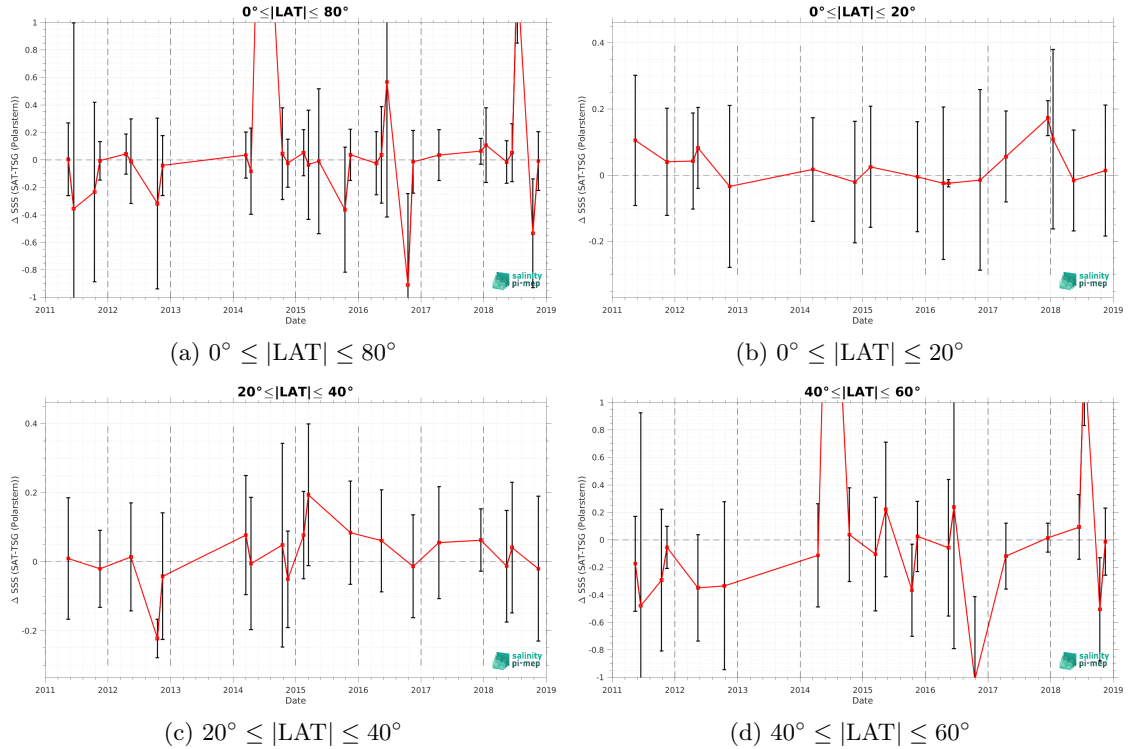 0°≤|LAT|≤ 80°
Δ SSS (SAT-TSG (Polarstern))
1
0.8
0.6
0.4
0.2
0
-0.2
-0.4
-0.6
-0.8
-1
2011 2012 2013 2014 2015 2016 2017 2018 2019
Date
salinity
pi-mep
(a) 0° ≤ |LAT| ≤ 80°
0°≤|LAT|≤ 20°
Δ SSS (SAT-TSG (Polarstern))
0.4
0.2
0
-0.2
2011 2012 2013 2014 2015 2016 2017 2018 2019
Date
salinity
pi-mep
(b) 0° ≤ |LAT| ≤ 20°
20°≤|LAT|≤ 40°
Δ SSS (SAT-TSG (Polarstern))
0.4
0.2
0
-0.2
2011 2012 2013 2014 2015 2016 2017 2018 2019
Date
salinity
pi-mep
(c) 20° ≤ |LAT| ≤ 40°
40°≤|LAT|≤ 60°
Δ SSS (SAT-TSG (Polarstern))
1
0.8
0.6
0.4
0.2
0
-0.2
-0.4
-0.6
-0.8
-1
2011 2012 2013 2014 2015 2016 2017 2018 2019
Date
salinity
pi-mep
(d) 40° ≤ |LAT| ≤ 60°